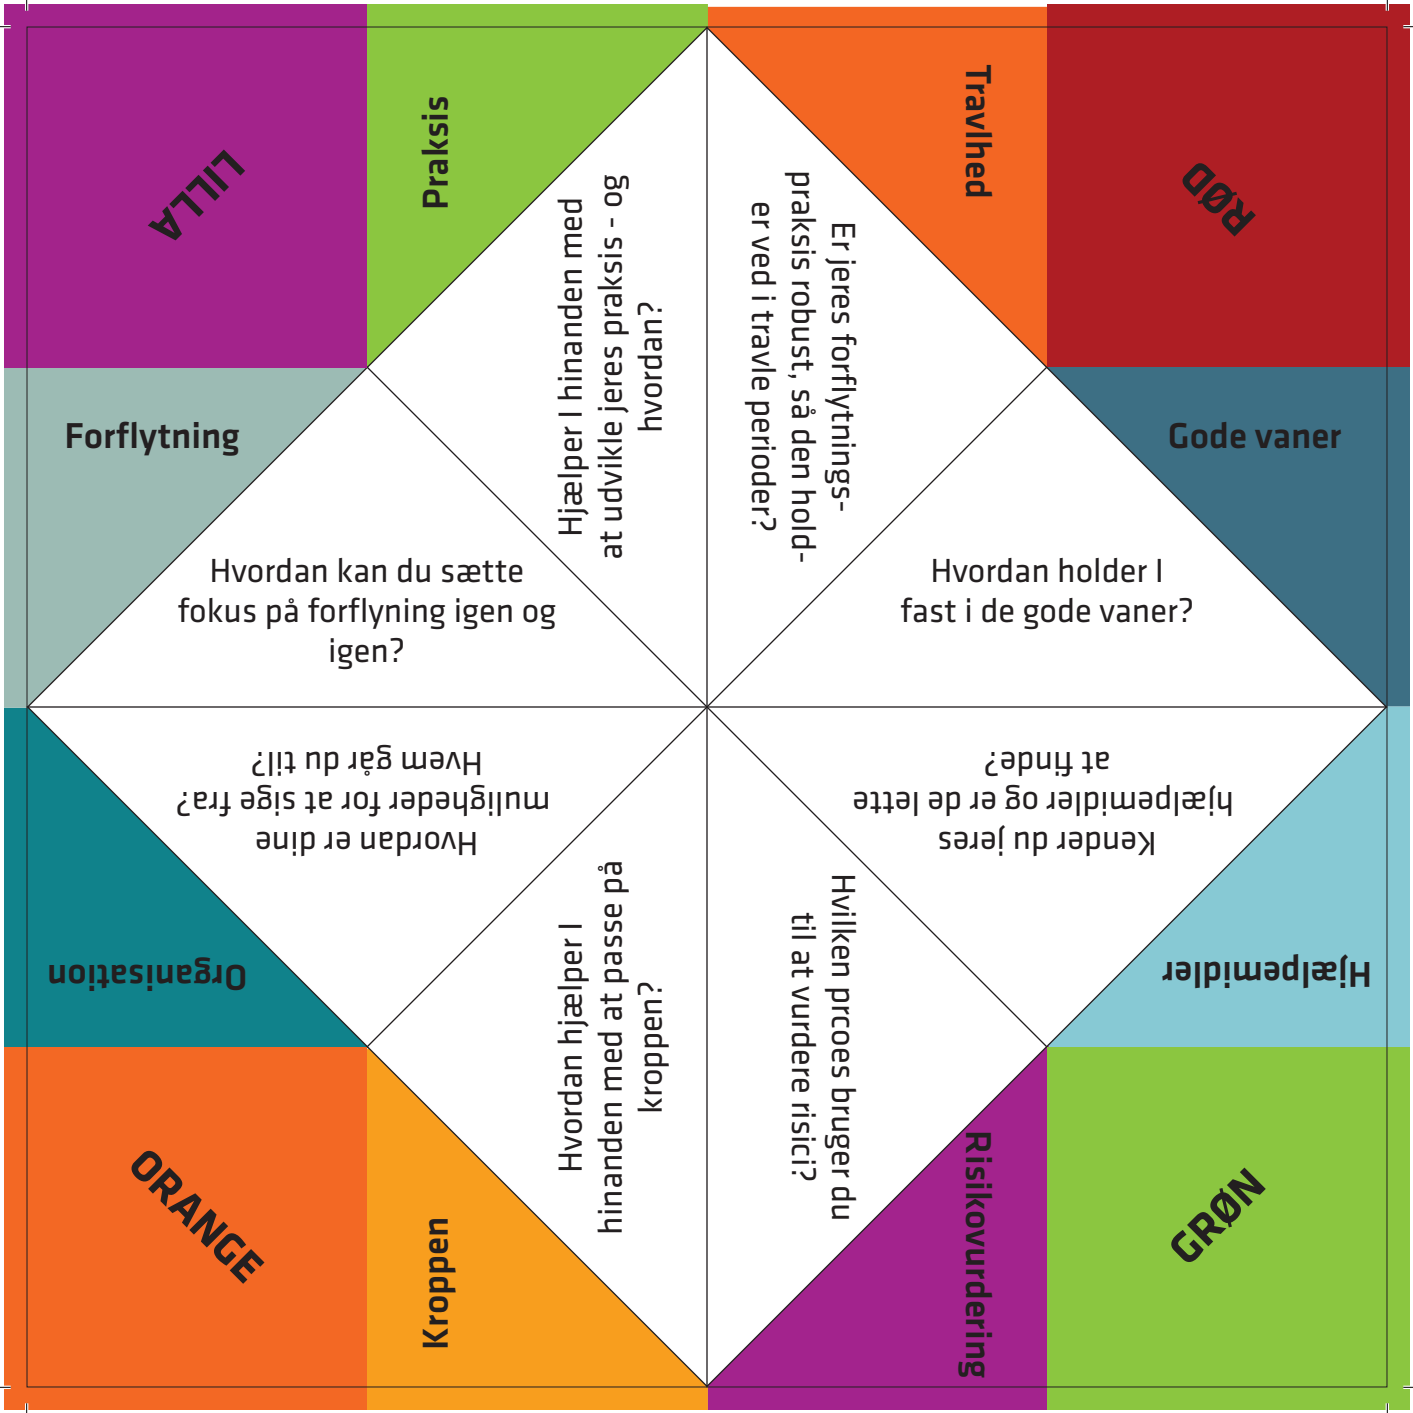 LILLA
Praksis
Travlhed
RØD
Forflytning
Gode vaner
Hjælper I hinanden med
at udvikle jeres praksis - og
hvordan?
Er jeres forflytnings-
praksis robust, så den hold-
er ved i travle perioder?
Hvordan kan du sætte
fokus på forflyning igen og
igen?
Hvordan holder I
fast i de gode vaner?
Hvordan er dine
muligheder for at sige fra?
Hvem går du til?
Kender du jeres
hjælpemidler og er de lette
at finde?
Hvordan hjælper I
hinanden med at passe på
kroppen?
Hvilken prcoes bruger du
til at vurdere risici?
Organisation
Hjælpemidler
ORANGE
Kroppen
Risikovurdering
GRØN